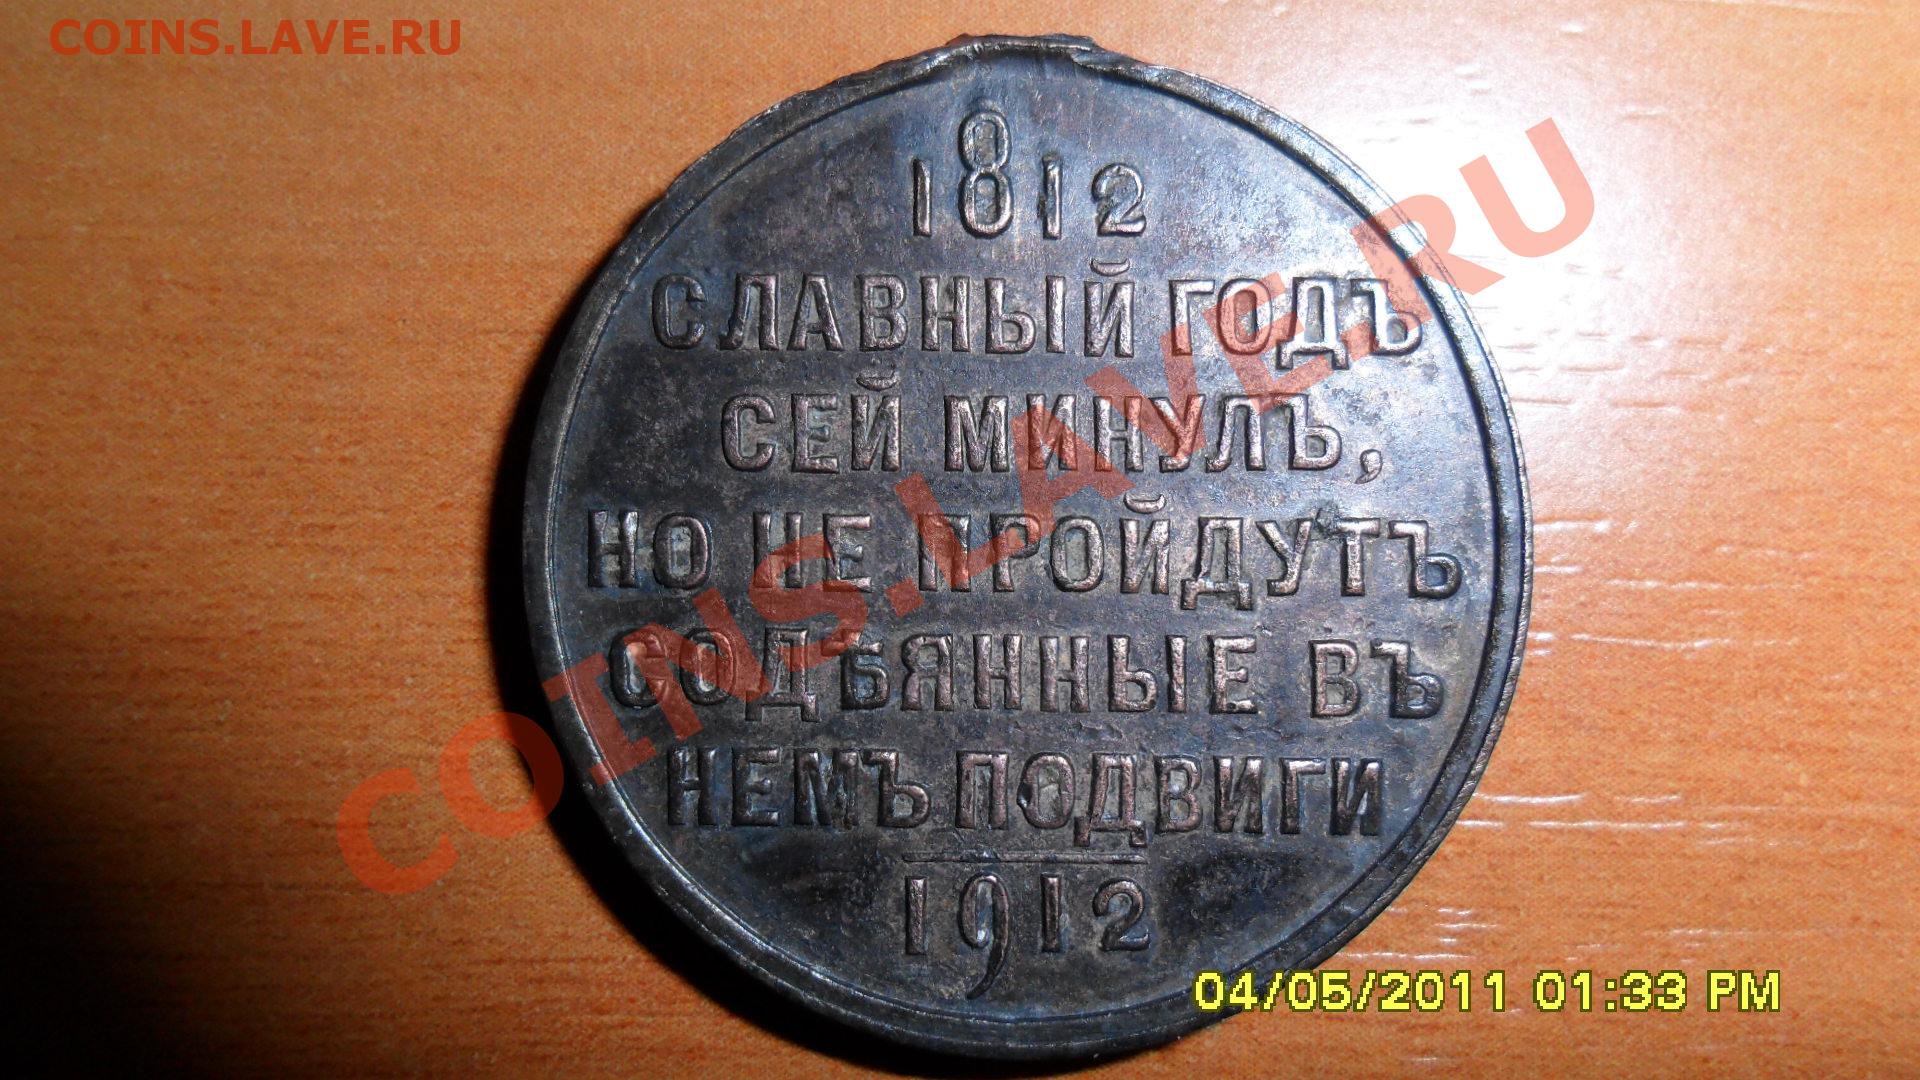 COINS.LAVE.RU
1812
СЛАВНЫЙ ГОДЪ
СЕЙ МИНУЛЪ,
НО НЕ ПРОЙДУТЪ
СОДѢЯННЫЕ ВЪ
НЕМЪ ПОДВИГИ
1912
COINS.LAVE.RU
04/05/2011 01:33 PM